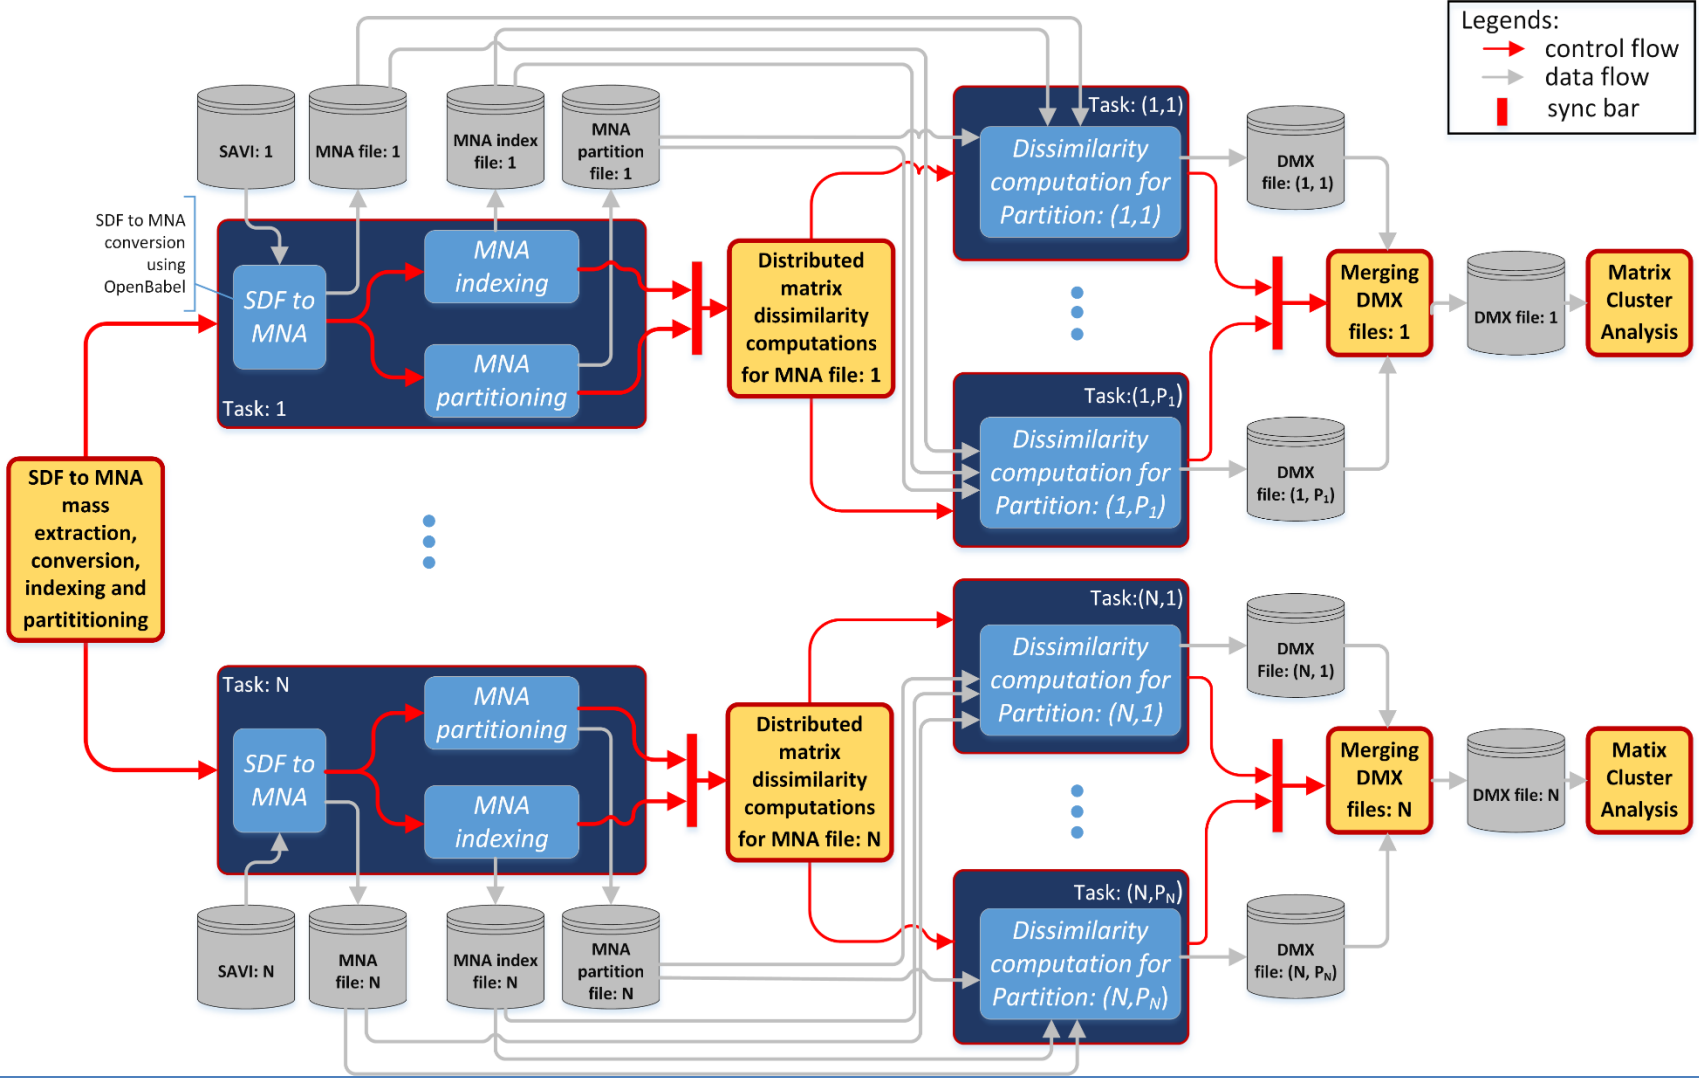 Legends:
control flow
data flow
sync bar
SAVI: 1
MNA file: 1
MNA index
file: 1
MNA
partition
file: 1
SDF to MNA
conversion
using
OpenBabel
SDF to
MNA
MNA
indexing
MNA
partitioning
Task: 1
Distributed
matrix
dissimilarity
computations
for MNA file: 1
Task: (1,1)
Dissimilarity
computation for
Partition: (1,1)
DMX
file: (1, 1)
Merging
DMX
files: 1
DMX file: 1
Matrix
Cluster
Analysis
Task:(1,P1)
Dissimilarity
computation for
Partition: (1,P1)
DMX
file: (1, P1)
SDF to MNA
mass
extraction,
conversion,
indexing and
partititioning
Task: N
SDF to
MNA
MNA
partitioning
MNA
indexing
Distributed
matrix
dissimilarity
computations
for MNA file: N
Task:(N,1)
Dissimilarity
computation for
Partition: (N,1)
DMX
File: (N, 1)
Merging
DMX
files: N
DMX file: N
Matix
Cluster
Analysis
Task: (N,PN)
Dissimilarity
computation for
Partition: (N,PN)
DMX
file: (N, PN)
SAVI: N
MNA
file: N
MNA index
file: N
MNA
partition
file: N